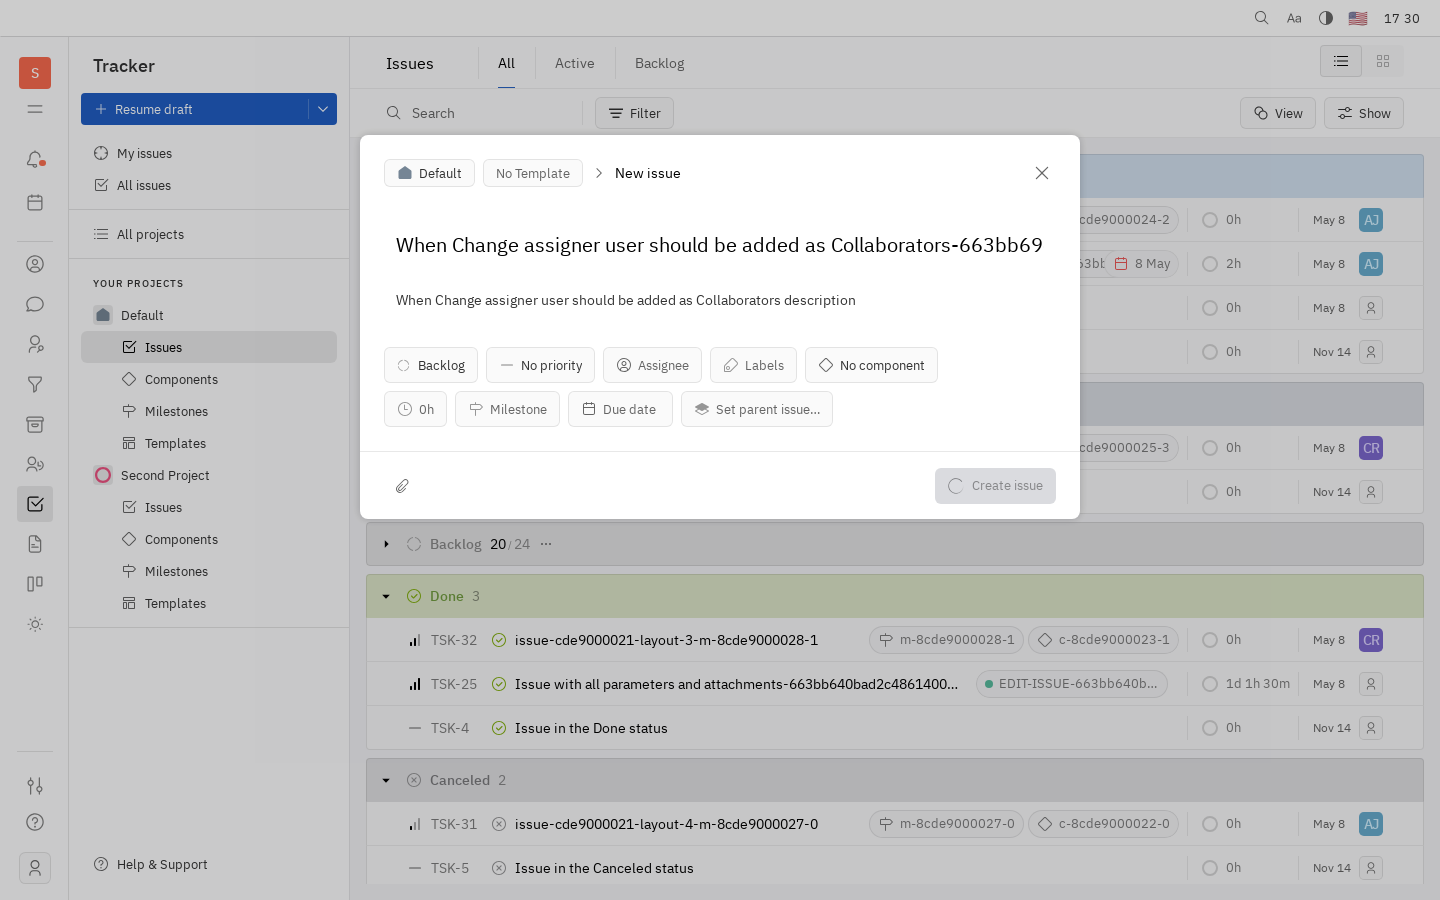 Aa 17 30
S
Tracker
Resume draft
My issues
All issues
All projects
YOUR PROJECTS
Default
Issues
Components
Milestones
Templates
Second Project
Issues
Components
Milestones
Templates
Help & Support
Issues All Active Backlog
Search Filter View Show
Default No Template New issue
When Change assigner user should be added as Collaborators-663bb69
When Change assigner user should be added as Collaborators description
Backlog No priority Assignee Labels No component
0h Milestone Due date Set parent issue...
Create issue
cde9000024-2 0h May 8 AJ
8 May 2h May 8 AJ
0h May 8
0h Nov 14
cde9000025-3 0h May 8 CR
0h Nov 14
Backlog 20/24 ...
Done 3
TSK-32 issue-cde9000021-layout-3-m-8cde9000028-1 m-8cde9000028-1 c-8cde9000023-1 0h May 8 CR
TSK-25 Issue with all parameters and attachments-663bb640bad2c4861400... EDIT-ISSUE-663bb640b... 1d 1h 30m May 8
TSK-4 Issue in the Done status 0h Nov 14
Canceled 2
TSK-31 issue-cde9000021-layout-4-m-8cde9000027-0 m-8cde9000027-0 c-8cde9000022-0 0h May 8 AJ
TSK-5 Issue in the Canceled status 0h Nov 14